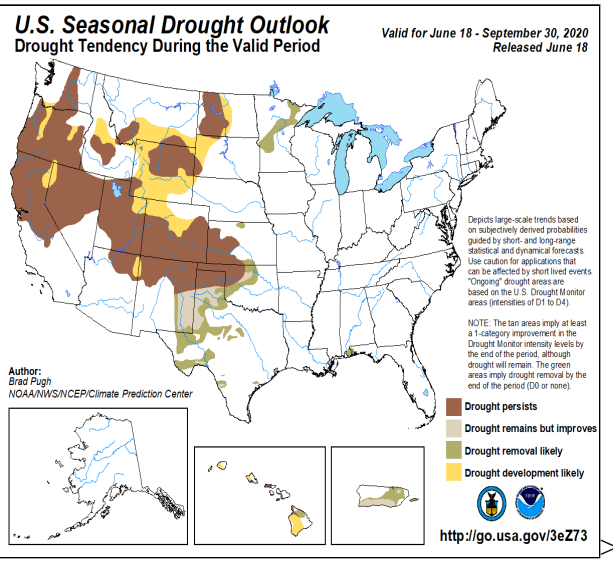 U.S. Seasonal Drought Outlook
Drought Tendency During the Valid Period
Valid for June 18 - September 30, 2020
Released June 18
Depicts large-scale trends based
on subjectively derived probabilities
guided by short- and long-range
statistical and dynamical forecasts.
Use caution for applications that
can be affected by short lived events.
"Ongoing" drought areas are
based on the U.S. Drought Monitor
areas (intensities of D1 to D4).
NOTE: The tan areas imply at least
a 1-category improvement in the
Drought Monitor intensity levels by
the end of the period, although
drought will remain. The green
areas imply drought removal by the
end of the period (D0 or none).
Author:
Brad Pugh
NOAA/NWS/NCEP/Climate Prediction Center
Drought persists
Drought remains but improves
Drought removal likely
Drought development likely
http://go.usa.gov/3eZ73
>